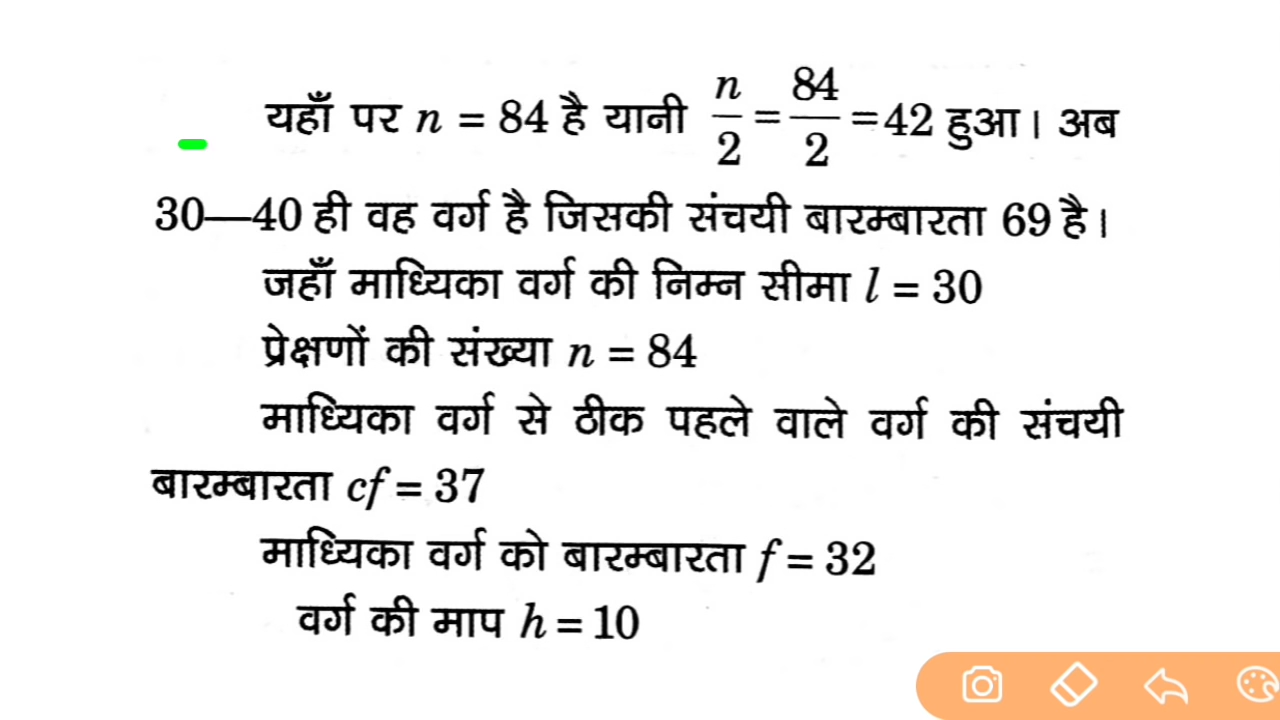 यहाँ पर n = 84 है यानी n/2 = 84/2 = 42 हुआ। अब
30—40 ही वह वर्ग है जिसकी संचयी बारम्बारता 69 है।
जहाँ माध्यिका वर्ग की निम्न सीमा l = 30
प्रेक्षणों की संख्या n = 84
माध्यिका वर्ग से ठीक पहले वाले वर्ग की संचयी
बारम्बारता cf = 37
माध्यिका वर्ग को बारम्बारता f = 32
वर्ग की माप h = 10